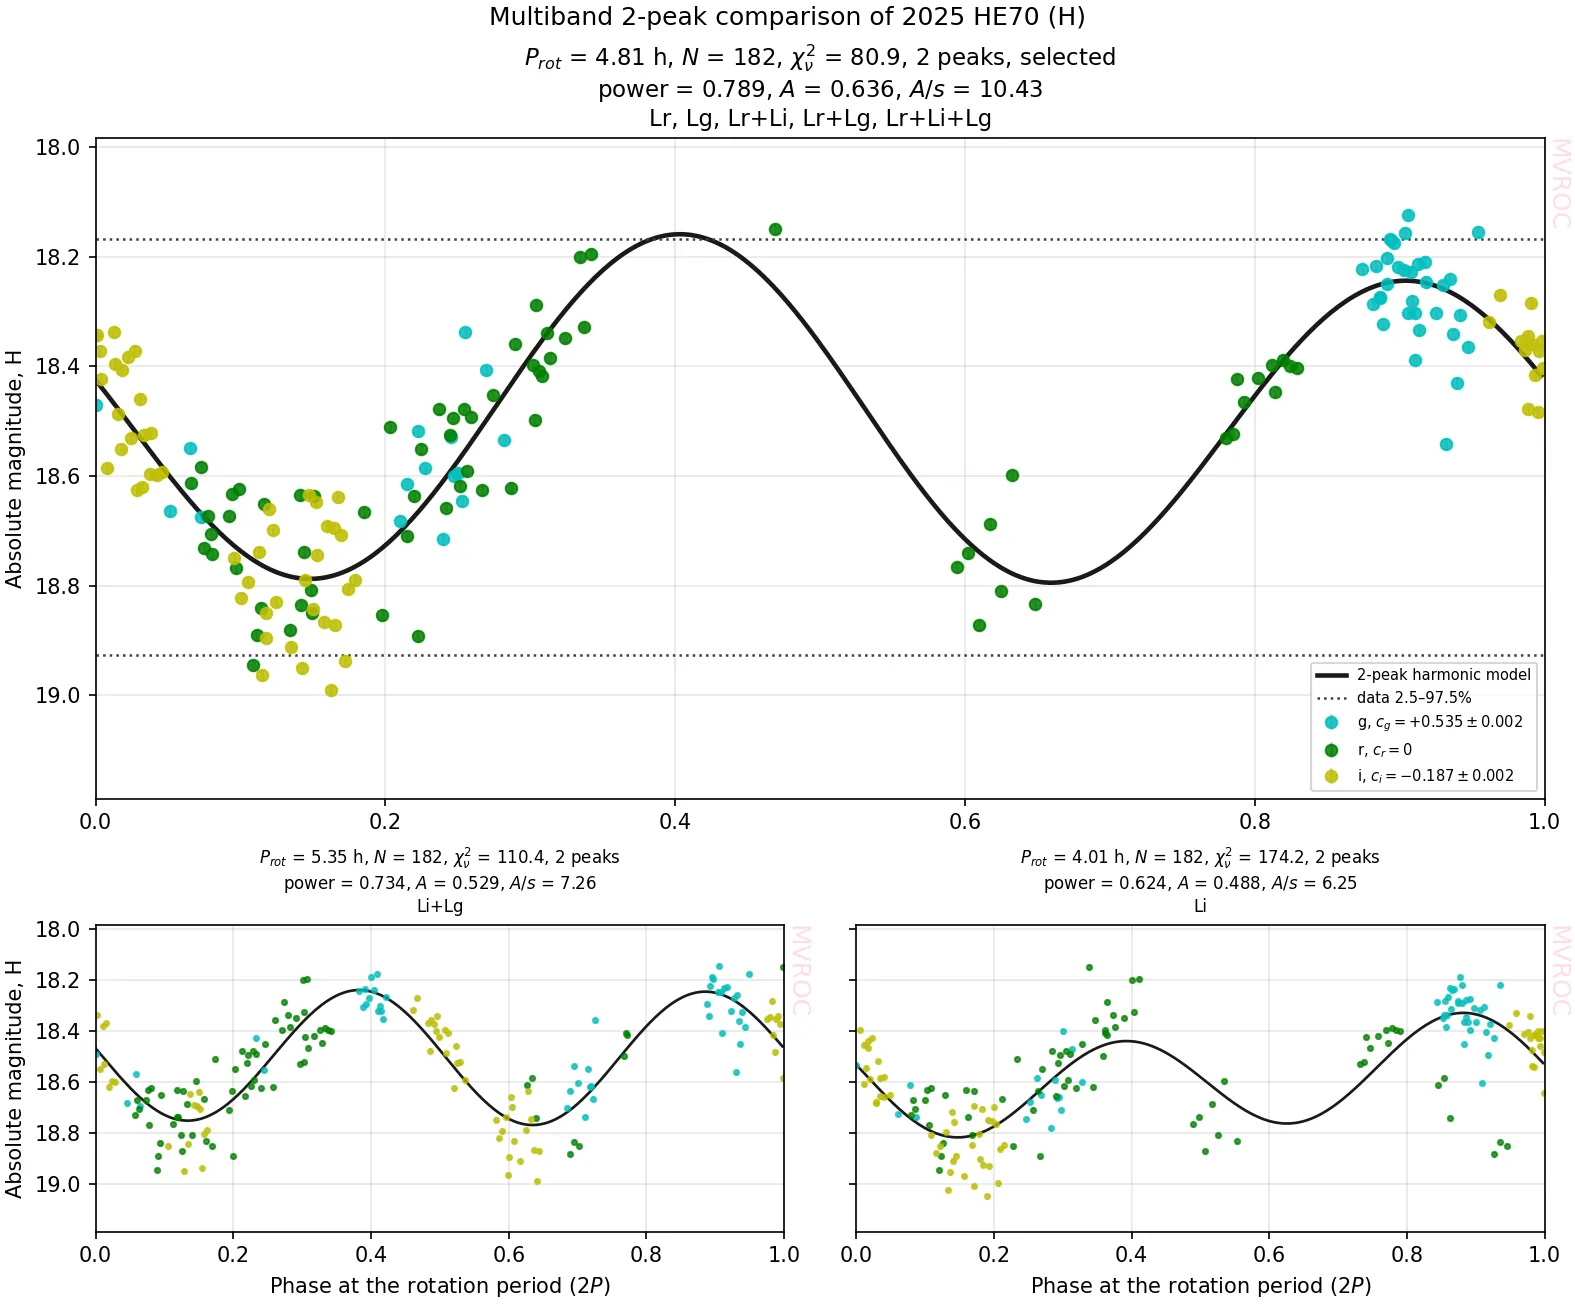 Multiband 2-peak comparison of 2025 HE70 (H)
P_rot = 4.81 h, N = 182, χ²_ν = 80.9, 2 peaks, selected
power = 0.789, A = 0.636, A/s = 10.43
Lr, Lg, Lr+Li, Lr+Lg, Lr+Li+Lg
18.0
18.2
18.4
18.6
18.8
19.0
Absolute magnitude, H
MVROC
2-peak harmonic model
data 2.5–97.5%
g, c_g = +0.535 ± 0.002
r, c_r = 0
i, c_i = −0.187 ± 0.002
0.0 0.2 0.4 0.6 0.8 1.0
P_rot = 5.35 h, N = 182, χ²_ν = 110.4, 2 peaks
power = 0.734, A = 0.529, A/s = 7.26
Li+Lg
18.0
18.2
18.4
18.6
18.8
19.0
Absolute magnitude, H
MVROC
0.0 0.2 0.4 0.6 0.8 1.0
Phase at the rotation period (2P)
P_rot = 4.01 h, N = 182, χ²_ν = 174.2, 2 peaks
power = 0.624, A = 0.488, A/s = 6.25
Li
MVROC
0.0 0.2 0.4 0.6 0.8 1.0
Phase at the rotation period (2P)